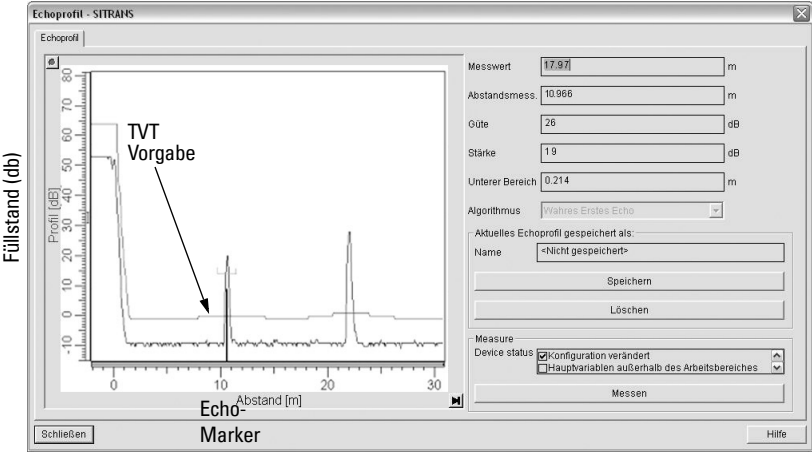 Echoprofil - SITRANS
Echoprofil
Füllstand (db)
Profil [dB]
80
70
60
50
40
30
20
10
0
-10
TVT
Vorgabe
0
10
20
30
Abstand [m]
Echo-
Marker
Messwert 17.97 m
Abstandsmess. 10.966 m
Güte 26 dB
Stärke 19 dB
Unterer Bereich 0.214 m
Algorithmus Wahres Erstes Echo
Aktuelles Echoprofil gespeichert als:
Name <Nicht gespeichert>
Speichern
Löschen
Measure
Device status Konfiguration verändert
Hauptvariablen außerhalb des Arbeitsbereiches
Messen
Schließen
Hilfe